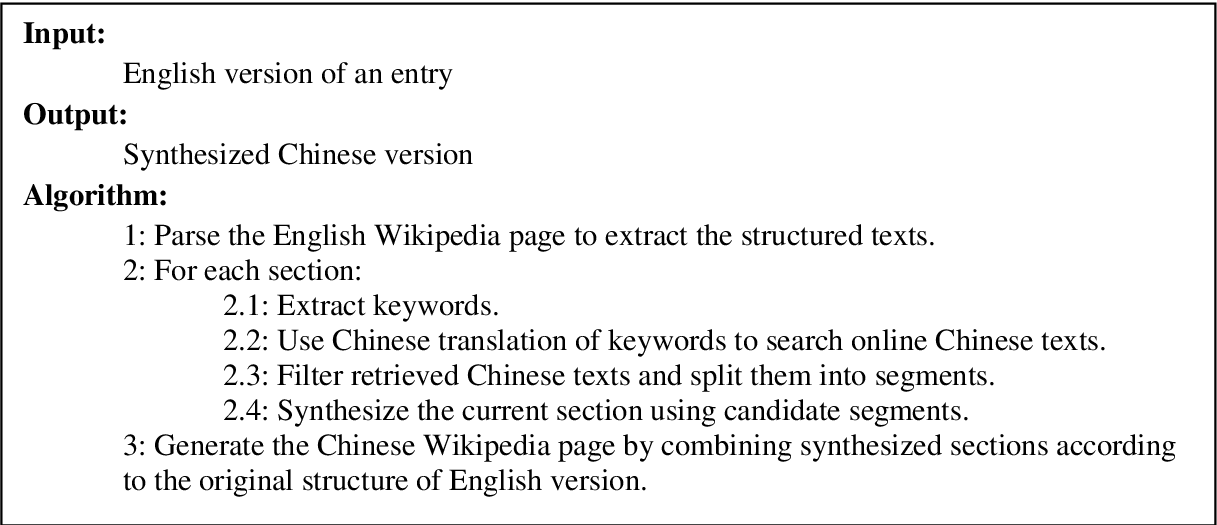 Input:
English version of an entry
Output:
Synthesized Chinese version
Algorithm:
1: Parse the English Wikipedia page to extract the structured texts.
2: For each section:
2.1: Extract keywords.
2.2: Use Chinese translation of keywords to search online Chinese texts.
2.3: Filter retrieved Chinese texts and split them into segments.
2.4: Synthesize the current section using candidate segments.
3: Generate the Chinese Wikipedia page by combining synthesized sections according
to the original structure of English version.